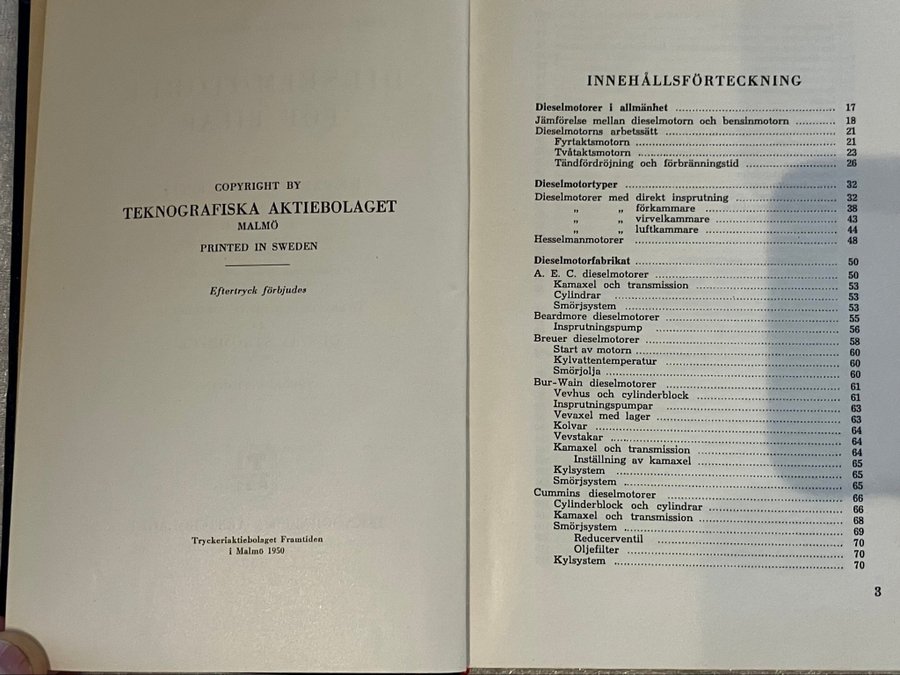 COPYRIGHT BY
TEKNOGRAFISKA AKTIEBOLAGET
MALMÖ
PRINTED IN SWEDEN
Eftertryck förbjudes
Tryckeriaktiebolaget Framtiden
i Malmö 1950
INNEHÅLLSFÖRTECKNING
Dieselmotorer i allmänhet 17
Jämförelse mellan dieselmotorn och bensinmotorn 18
Dieselmotorns arbetssätt 21
Fyrtaktsmotorn 21
Tvåtaktsmotorn 23
Tändfördröjning och förbränningstid 26
Dieselmotortyper 32
Dieselmotorer med direkt insprutning 32
„ „ förkammare 38
„ „ virvelkammare 43
„ „ luftkammare 44
Hesselmanmotorer 48
Dieselmotorfabrikat 50
A. E. C. dieselmotorer 50
Kamaxel och transmission 53
Cylindrar 53
Smörjsystem 53
Beardmore dieselmotorer 55
Insprutningspump 56
Breuer dieselmotorer 58
Start av motorn 60
Kylvattentemperatur 60
Smörjolja 60
Bur-Wain dieselmotorer 61
Vevhus och cylinderblock 61
Insprutningspumpar 63
Vevaxel med lager 63
Kolvar 64
Vevstakar 64
Kamaxel och transmission 64
Inställning av kamaxel 65
Kylsystem 65
Smörjsystem 65
Cummins dieselmotorer 66
Cylinderblock och cylindrar 66
Kamaxel och transmission 68
Smörjsystem 69
Reducerventil 70
Oljefilter 70
Kylsystem 70
3